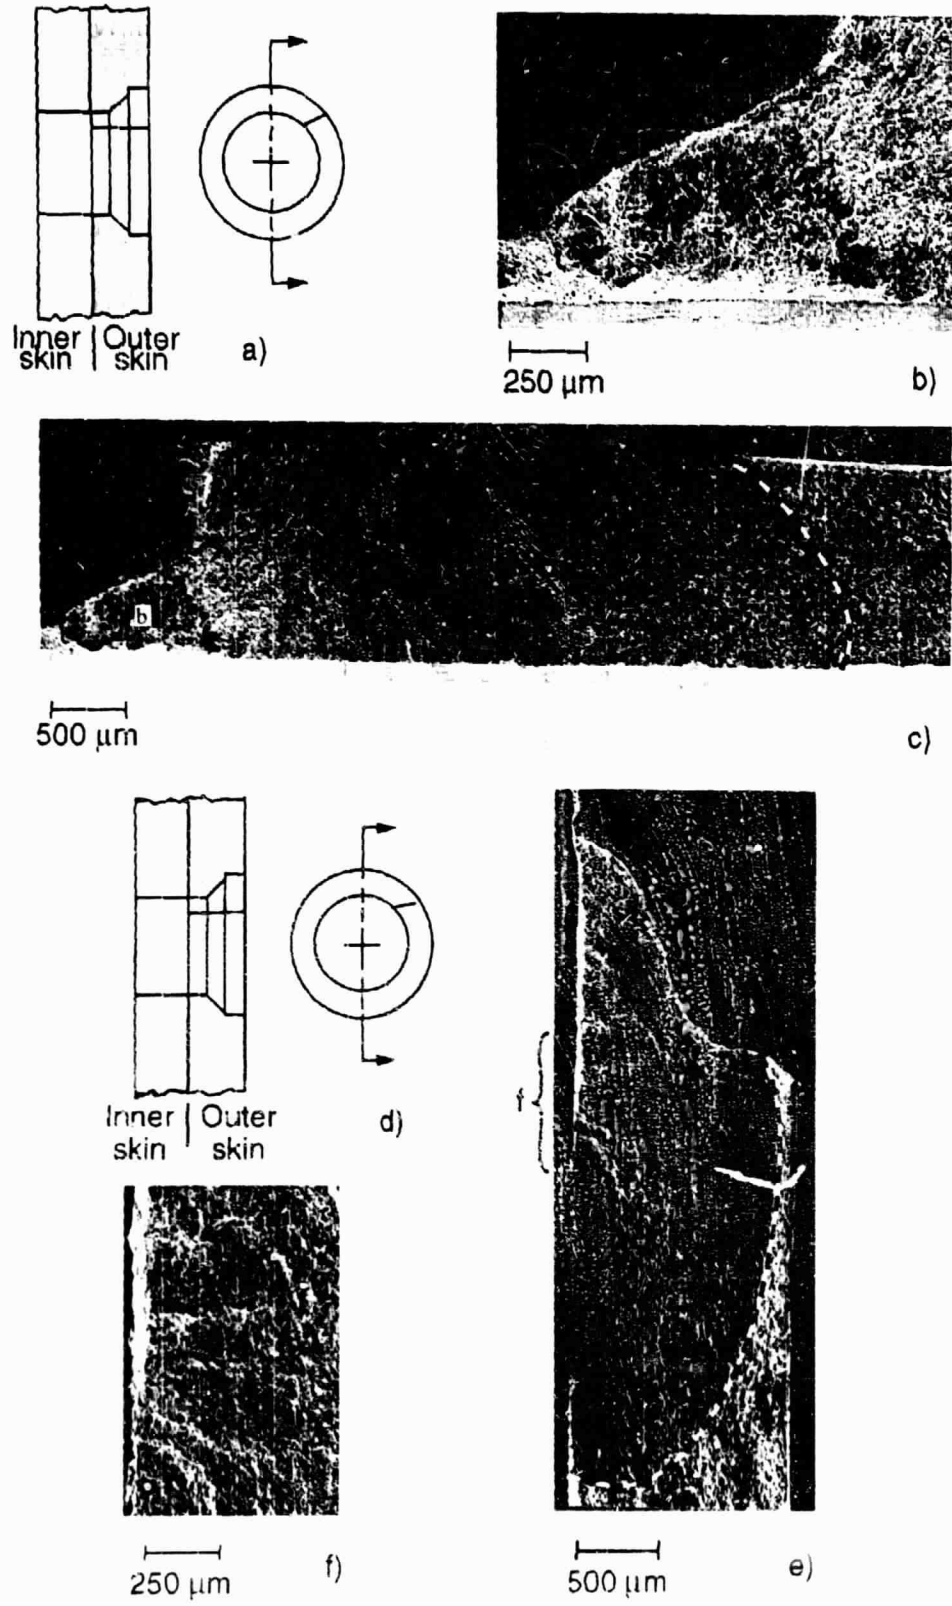 Inner | Outer
skin | skin
a)
250 µm
b)
b
500 µm
c)
Inner | Outer
skin | skin
d)
f
250 µm
f)
500 µm
e)